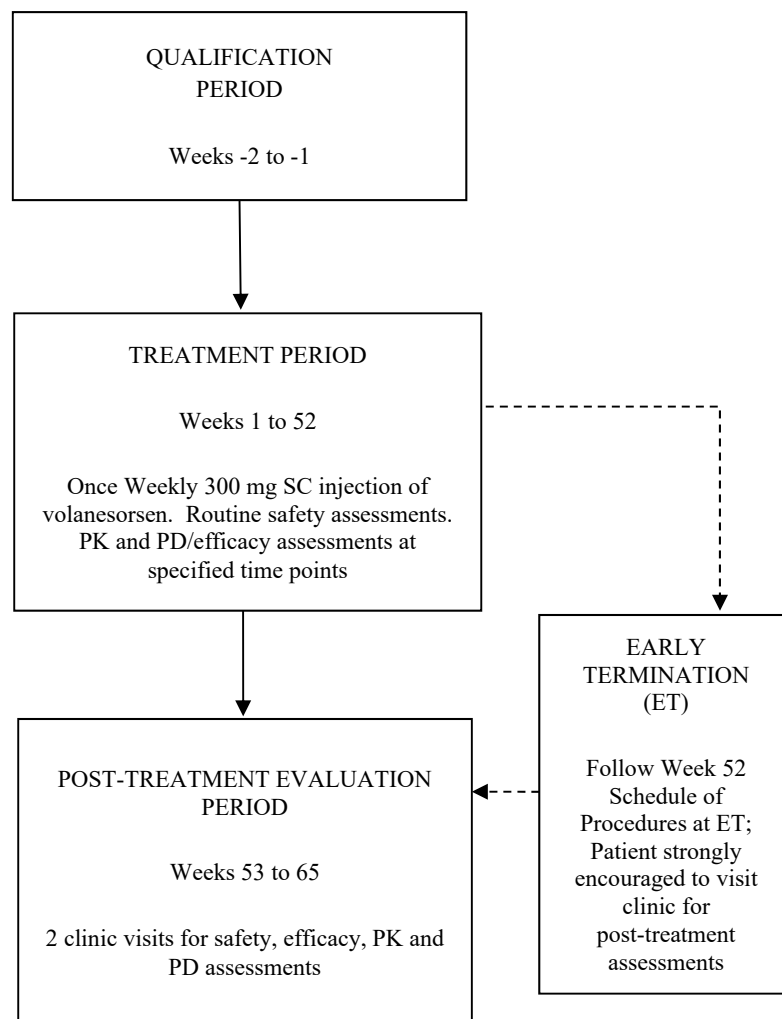 QUALIFICATION
PERIOD
Weeks -2 to -1
TREATMENT PERIOD
Weeks 1 to 52
Once Weekly 300 mg SC injection of
volanesorsen.  Routine safety assessments.
PK and PD/efficacy assessments at
specified time points
EARLY
TERMINATION
(ET)
Follow Week 52
Schedule of
Procedures at ET;
Patient strongly
encouraged to visit
clinic for
post-treatment
assessments
POST-TREATMENT EVALUATION
PERIOD
Weeks 53 to 65
2 clinic visits for safety, efficacy, PK and
PD assessments